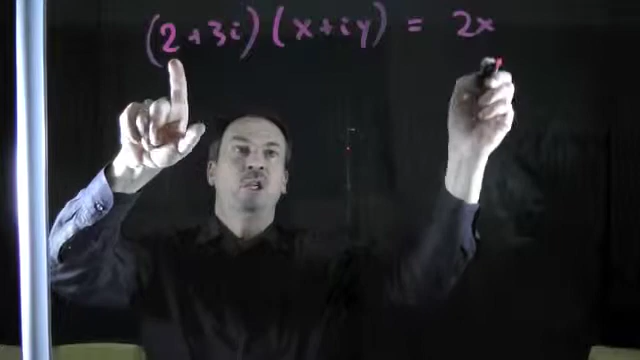 (2+3i)(x+iy) = 2x